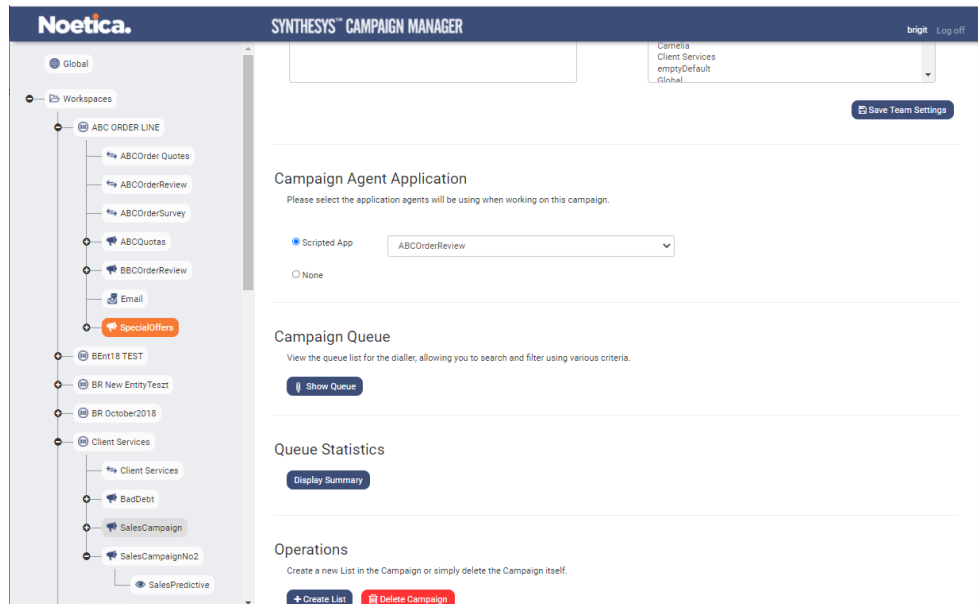 Noetica.
SYNTHESYS™ CAMPAIGN MANAGER
brigit Log off
Global
Workspaces
ABC ORDER LINE
ABCOrder Quotes
ABCOrderReview
ABCOrderSurvey
ABCQuotas
BBCOrderReview
Email
SpecialOffers
BEnt18 TEST
BR New EntityTeszt
BR October2018
Client Services
Client Services
BadDebt
SalesCampaign
SalesCampaignNo2
SalesPredictive
Camelia
Client Services
emptyDefault
Global
Save Team Settings
Campaign Agent Application
Please select the application agents will be using when working on this campaign.
Scripted App
ABCOrderReview
None
Campaign Queue
View the queue list for the dialler, allowing you to search and filter using various criteria.
Show Queue
Queue Statistics
Display Summary
Operations
Create a new List in the Campaign or simply delete the Campaign itself.
+ Create List
Delete Campaign